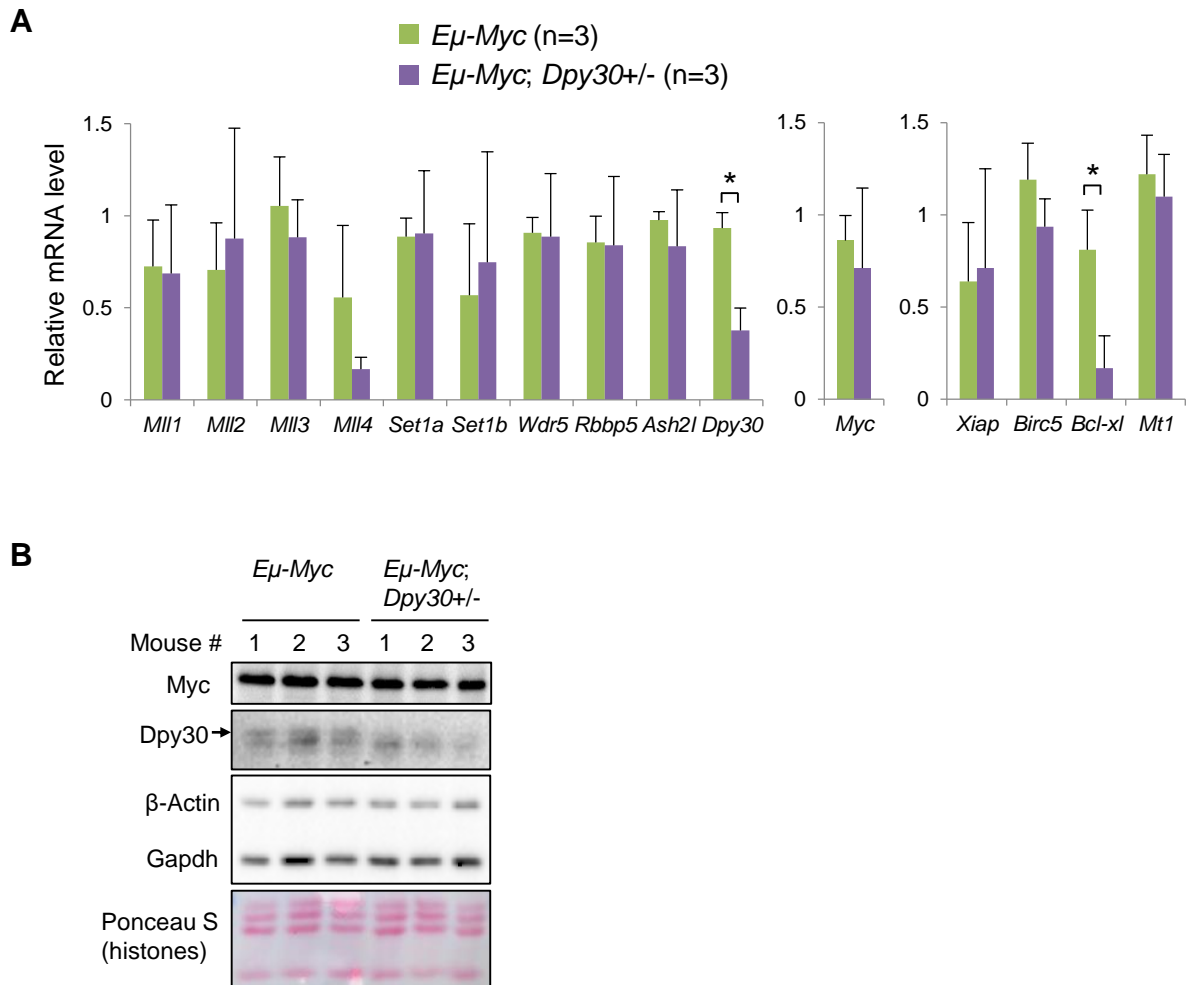 A
Eμ-Myc (n=3)
Eμ-Myc; Dpy30+/- (n=3)
Relative mRNA level
1.5
1
0.5
0
*
Mll1 Mll2 Mll3 Mll4 Set1a Set1b Wdr5 Rbbp5 Ash2l Dpy30
1.5
1
0.5
0
Myc
1.5
1
0.5
0
*
Xiap Birc5 Bcl-xl Mt1
B
Eμ-Myc
Eμ-Myc;
Dpy30+/-
Mouse # 1 2 3 1 2 3
Myc
Dpy30
β-Actin
Gapdh
Ponceau S
(histones)